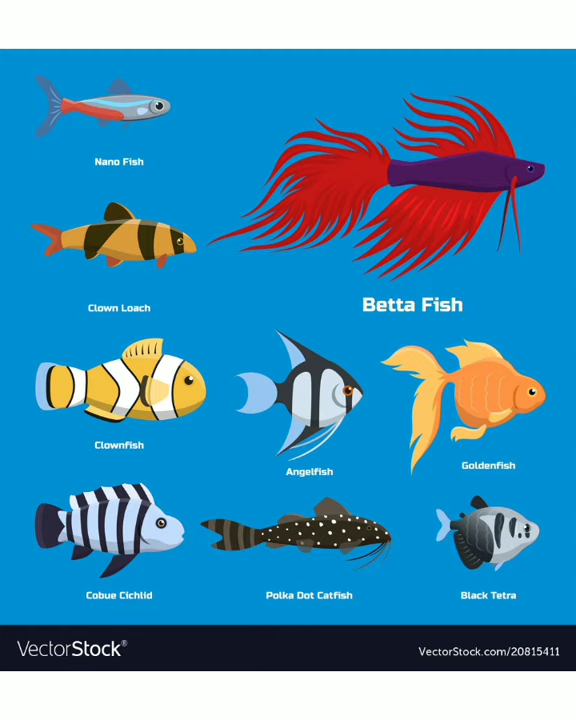 Nano Fish
Betta Fish
Clown Loach
Clownfish
Angelfish
Goldenfish
Cobue Cichlid
Polka Dot Catfish
Black Tetra
VectorStock®
VectorStock.com/20815411